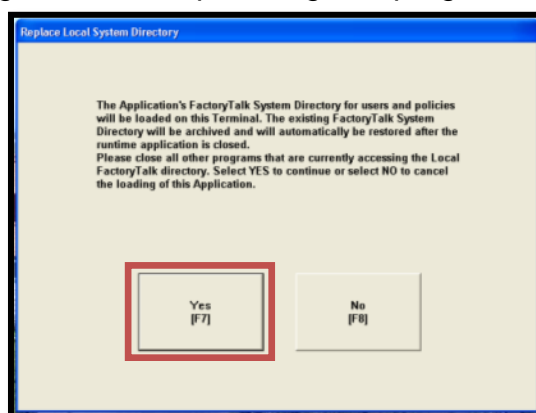 Replace Local System Directory
The Application's FactoryTalk System Directory for users and policies
will be loaded on this Terminal. The existing FactoryTalk System
Directory will be archived and will automatically be restored after the
runtime application is closed.
Please close all other programs that are currently accessing the Local
FactoryTalk directory. Select YES to continue or select NO to cancel
the loading of this Application.
Yes
[F7]
No
[F8]